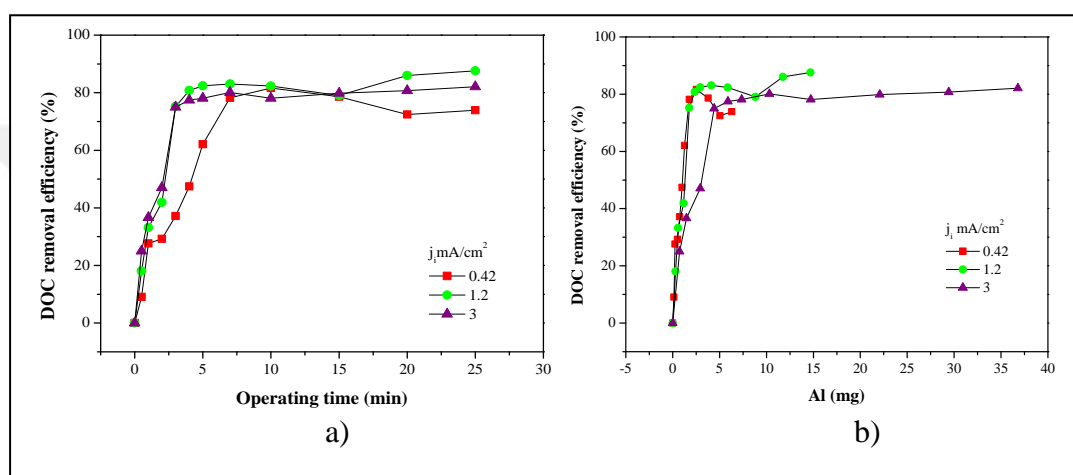 100
80
60
40
20
0
DOC removal efficiency (%)
j_i mA/cm²
0.42
1.2
3
0 5 10 15 20 25 30
Operating time (min)
a)
100
80
60
40
20
0
DOC removal efficiency (%)
j_i mA/cm²
0.42
1.2
3
-5 0 5 10 15 20 25 30 35 40
Al (mg)
b)